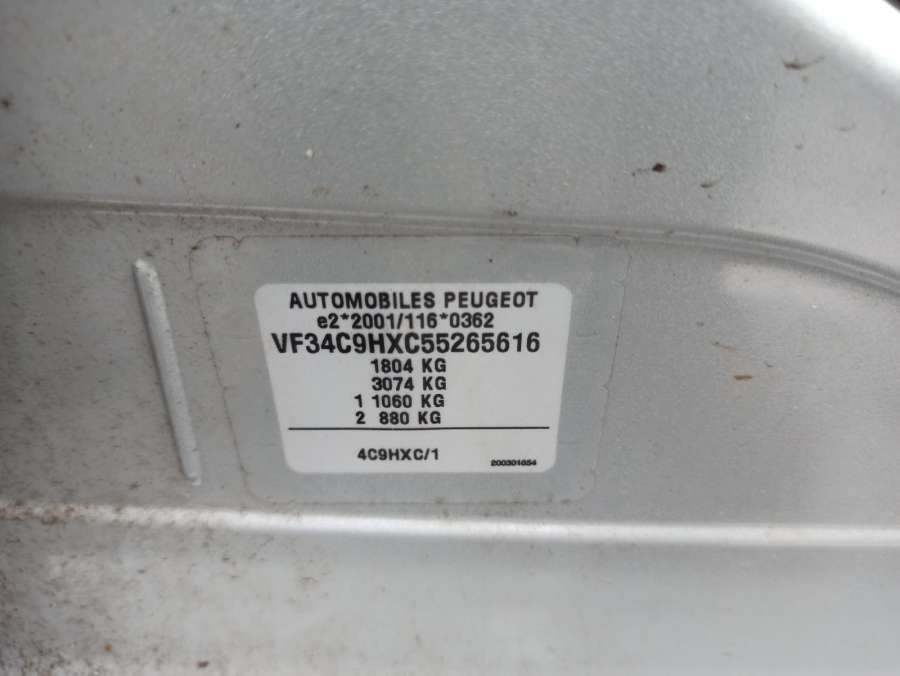 AUTOMOBILES PEUGEOT
e2*2001/116*0362
VF34C9HXC55265616
1804 KG
3074 KG
1 1060 KG
2 880 KG
4C9HXC/1
200301654